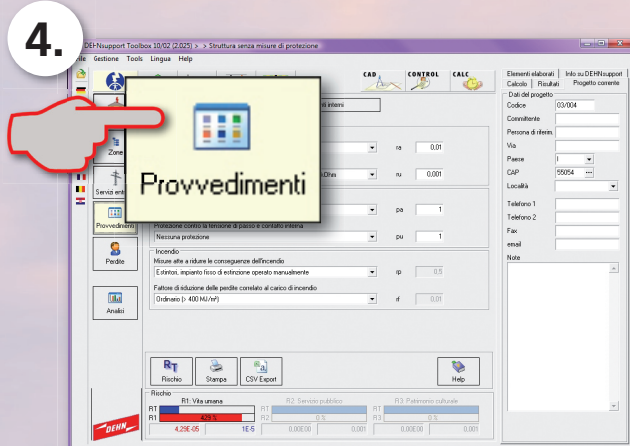 4.
DEHNsupport Toolbox 10/02 (2.025) > > Struttura senza misure di protezione
File Gestione Tools Lingua Help
CAD CONTROL CALC
Elementi elaborati Info su DEHNsupport
Calcolo Risultati Progetto corrente
Dati del progetto
Codice 03/004
Committente
Persona di riferim.
Via
Paese I
CAP 55054 ...
Località
Telefono 1
Telefono 2
Fax
email
Note
Zone
Servizi
Provvedimenti
Perdite
Analisi
Provvedimenti
interni
ra 0,01
kOhm ru 0,001
pa 1
Protezione contro la tensione di passo e contatto interna
Nessuna protezione pu 1
Incendio
Misure atte a ridurre le conseguenze dell'incendio
Estintori, impianto fisso di estinzione operato manualmente rp 0,5
Fattore di riduzione delle perdite correlato al carico di incendio
Ordinario (> 400 MJ/m²) rf 0,01
RT
Rischio Stampa CSV Export Help
Rischio
R1: Vita umana R2: Servizio pubblico R3: Patrimonio culturale
RT RT RT
R1 429 % R2 0 % R3 0 %
4,29E-05 1E-5 0,00E00 0,001 0,00E00 0,001
DEHN